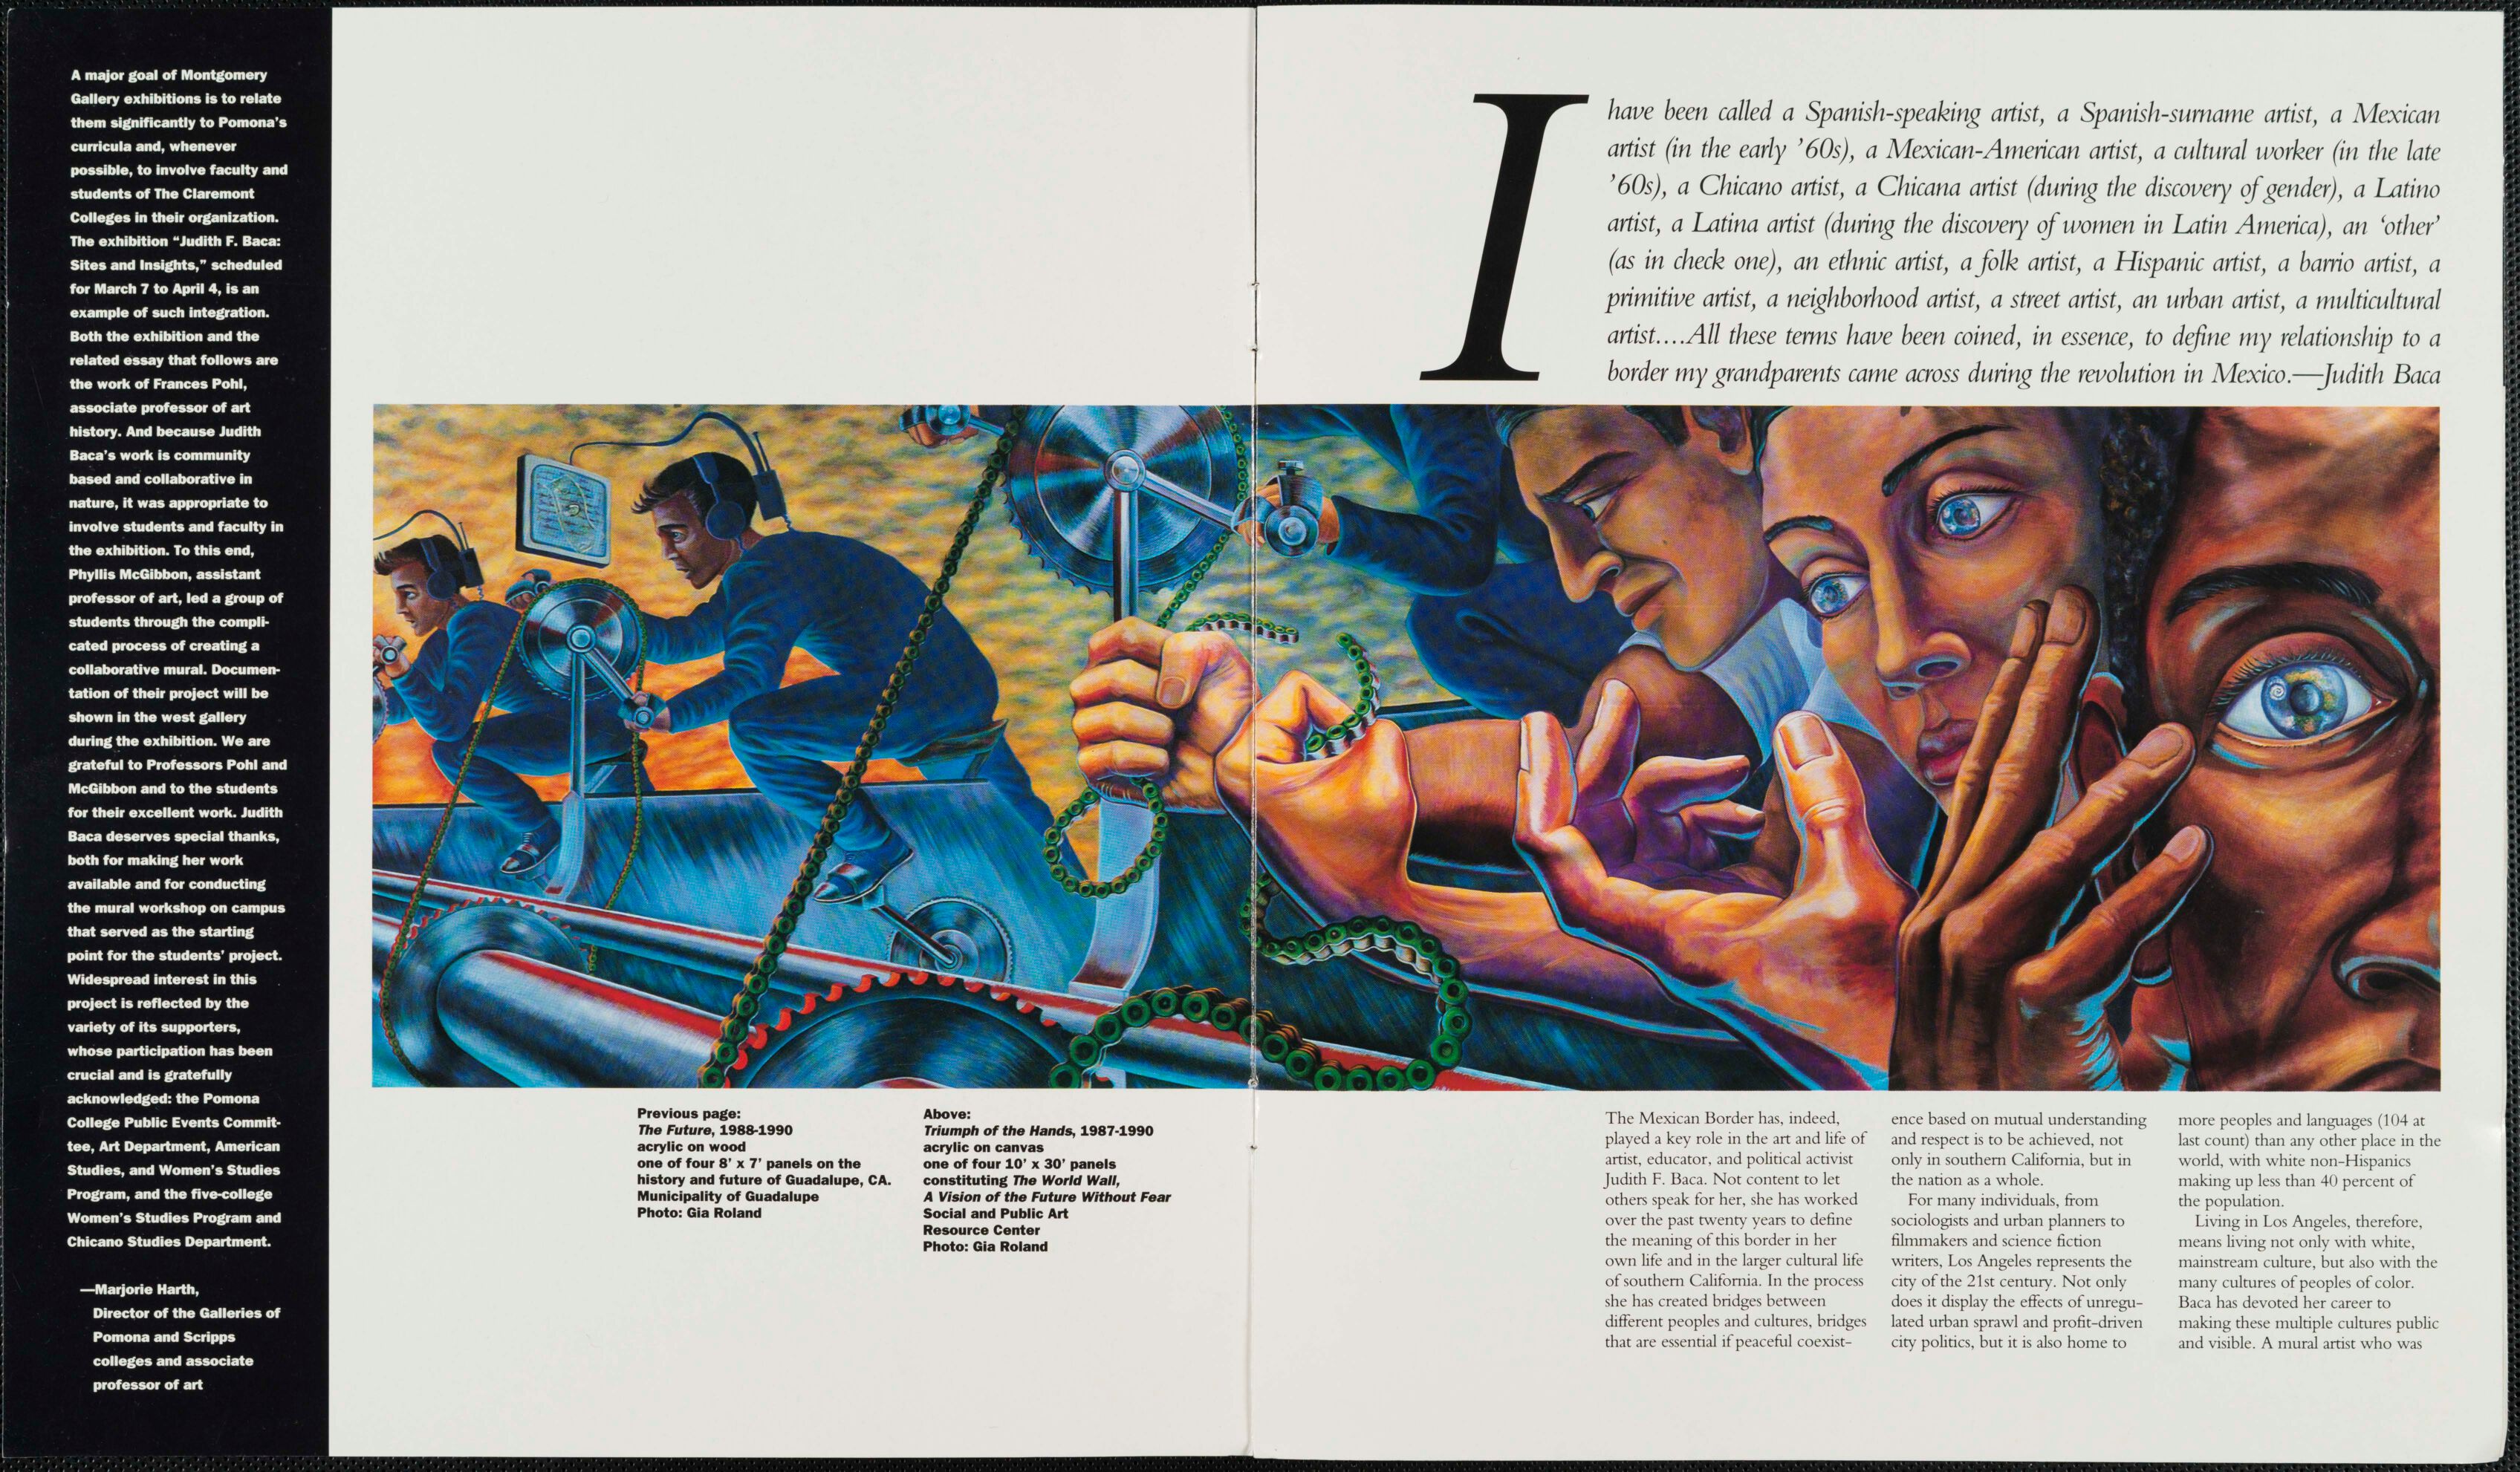 A major goal of Montgomery
Gallery exhibitions is to relate
them significantly to Pomona's
curricula and, whenever
possible, to involve faculty and
students of The Claremont
Colleges in their organization.
The exhibition "Judith F. Baca:
Sites and Insights," scheduled
for March 7 to April 4, is an
example of such integration.
Both the exhibition and the
related essay that follows are
the work of Frances Pohl,
associate professor of art
history. And because Judith
Baca's work is community
based and collaborative in
nature, it was appropriate to
involve students and faculty in
the exhibition. To this end,
Phyllis McGibbon, assistant
professor of art, led a group of
students through the compli-
cated process of creating a
collaborative mural. Documen-
tation of their project will be
shown in the west gallery
during the exhibition. We are
grateful to Professors Pohl and
McGibbon and to the students
for their excellent work. Judith
Baca deserves special thanks,
both for making her work
available and for conducting
the mural workshop on campus
that served as the starting
point for the students' project.
Widespread interest in this
project is reflected by the
variety of its supporters,
whose participation has been
crucial and is gratefully
acknowledged: the Pomona
College Public Events Commit-
tee, Art Department, American
Studies, and Women's Studies
Program, and the five-college
Women's Studies Program and
Chicano Studies Department.
—Marjorie Harth,
Director of the Galleries of
Pomona and Scripps
colleges and associate
professor of art
I have been called a Spanish-speaking artist, a Spanish-surname artist, a Mexican
artist (in the early '60s), a Mexican-American artist, a cultural worker (in the late
'60s), a Chicano artist, a Chicana artist (during the discovery of gender), a Latino
artist, a Latina artist (during the discovery of women in Latin America), an 'other'
(as in check one), an ethnic artist, a folk artist, a Hispanic artist, a barrio artist, a
primitive artist, a neighborhood artist, a street artist, an urban artist, a multicultural
artist....All these terms have been coined, in essence, to define my relationship to a
border my grandparents came across during the revolution in Mexico.—Judith Baca
Previous page:
The Future, 1988-1990
acrylic on wood
one of four 8' x 7' panels on the
history and future of Guadalupe, CA.
Municipality of Guadalupe
Photo: Gia Roland
Above:
Triumph of the Hands, 1987-1990
acrylic on canvas
one of four 10' x 30' panels
constituting The World Wall,
A Vision of the Future Without Fear
Social and Public Art
Resource Center
Photo: Gia Roland
The Mexican Border has, indeed,
played a key role in the art and life of
artist, educator, and political activist
Judith F. Baca. Not content to let
others speak for her, she has worked
over the past twenty years to define
the meaning of this border in her
own life and in the larger cultural life
of southern California. In the process
she has created bridges between
different peoples and cultures, bridges
that are essential if peaceful coexist-
ence based on mutual understanding
and respect is to be achieved, not
only in southern California, but in
the nation as a whole.
For many individuals, from
sociologists and urban planners to
filmmakers and science fiction
writers, Los Angeles represents the
city of the 21st century. Not only
does it display the effects of unregu-
lated urban sprawl and profit-driven
city politics, but it is also home to
more peoples and languages (104 at
last count) than any other place in the
world, with white non-Hispanics
making up less than 40 percent of
the population.
Living in Los Angeles, therefore,
means living not only with white,
mainstream culture, but also with the
many cultures of peoples of color.
Baca has devoted her career to
making these multiple cultures public
and visible. A mural artist who was